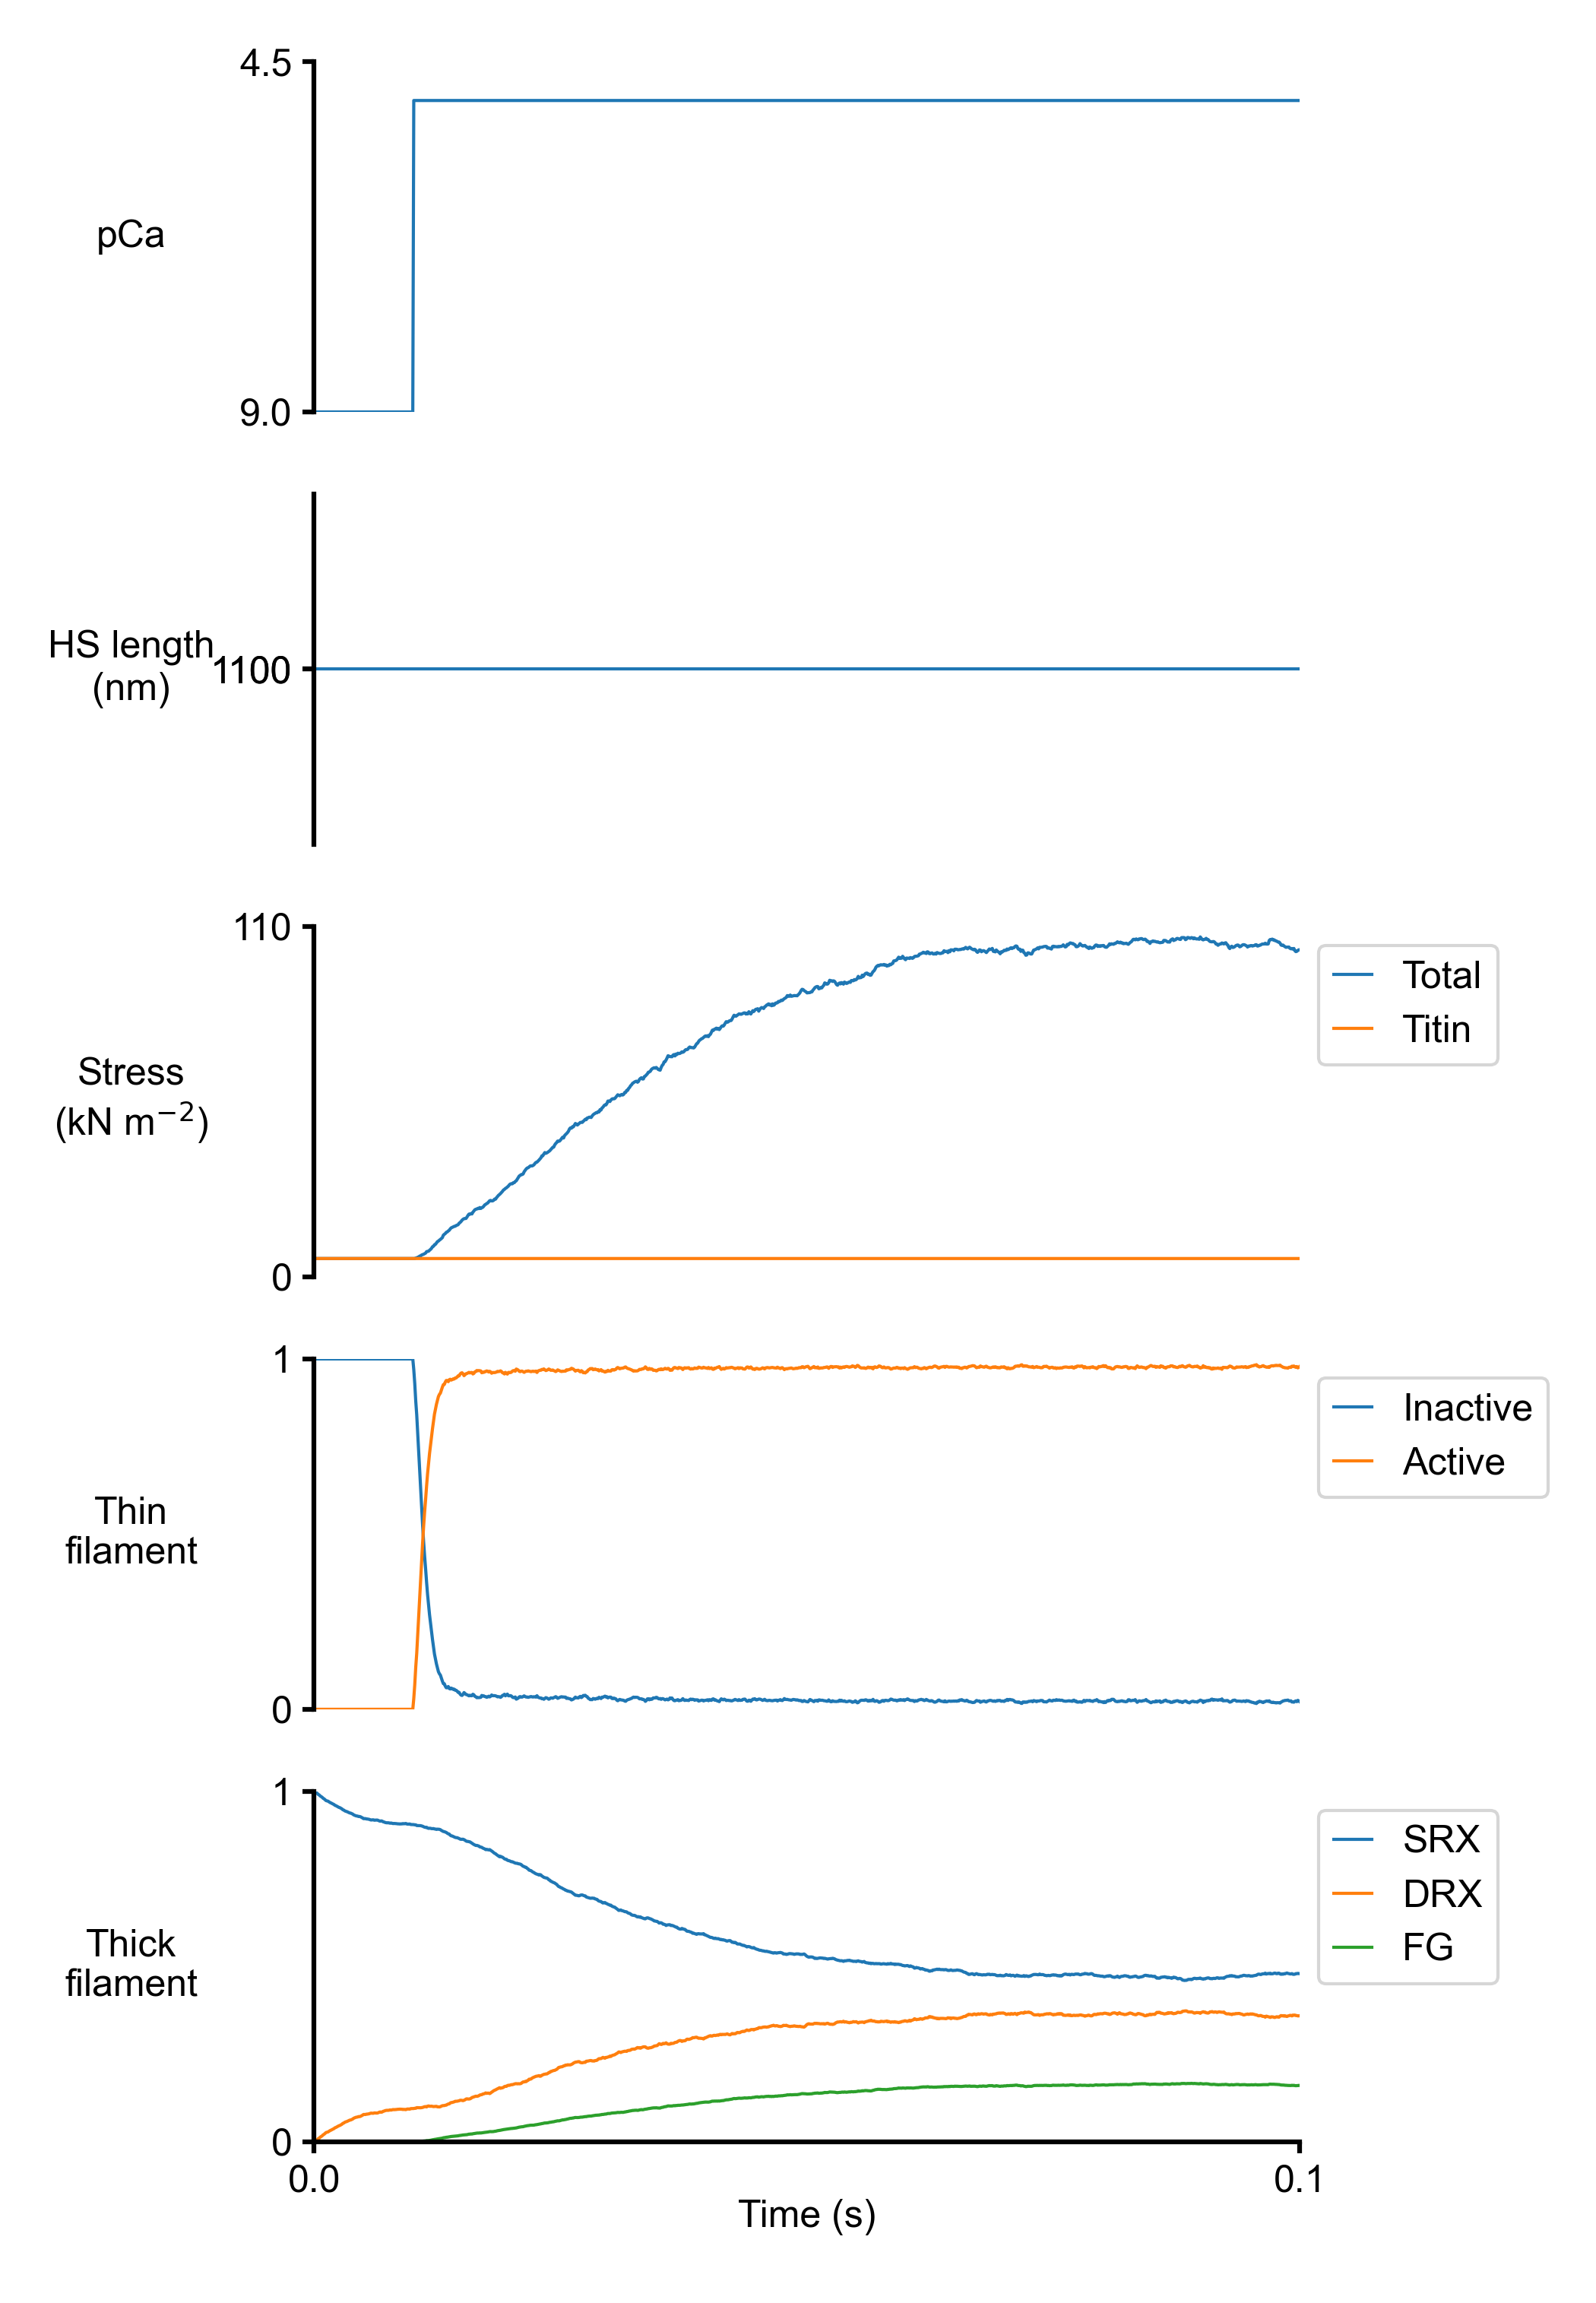 4.5
pCa
9.0
HS length
(nm)
1100
110
Stress
(kN m⁻²)
0
Total
Titin
1
Thin
filament
0
Inactive
Active
1
Thick
filament
0
SRX
DRX
FG
0.0
0.1
Time (s)